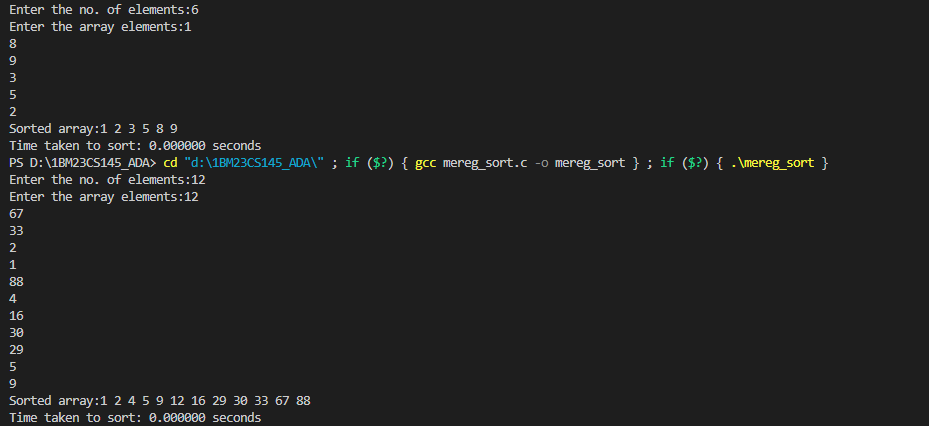 Enter the no. of elements:6
Enter the array elements:1
8
9
3
5
2
Sorted array:1 2 3 5 8 9
Time taken to sort: 0.000000 seconds
PS D:\1BM23CS145_ADA> cd "d:\1BM23CS145_ADA\" ; if ($?) { gcc mereg_sort.c -o mereg_sort } ; if ($?) { .\mereg_sort }
Enter the no. of elements:12
Enter the array elements:12
67
33
2
1
88
4
16
30
29
5
9
Sorted array:1 2 4 5 9 12 16 29 30 33 67 88
Time taken to sort: 0.000000 seconds